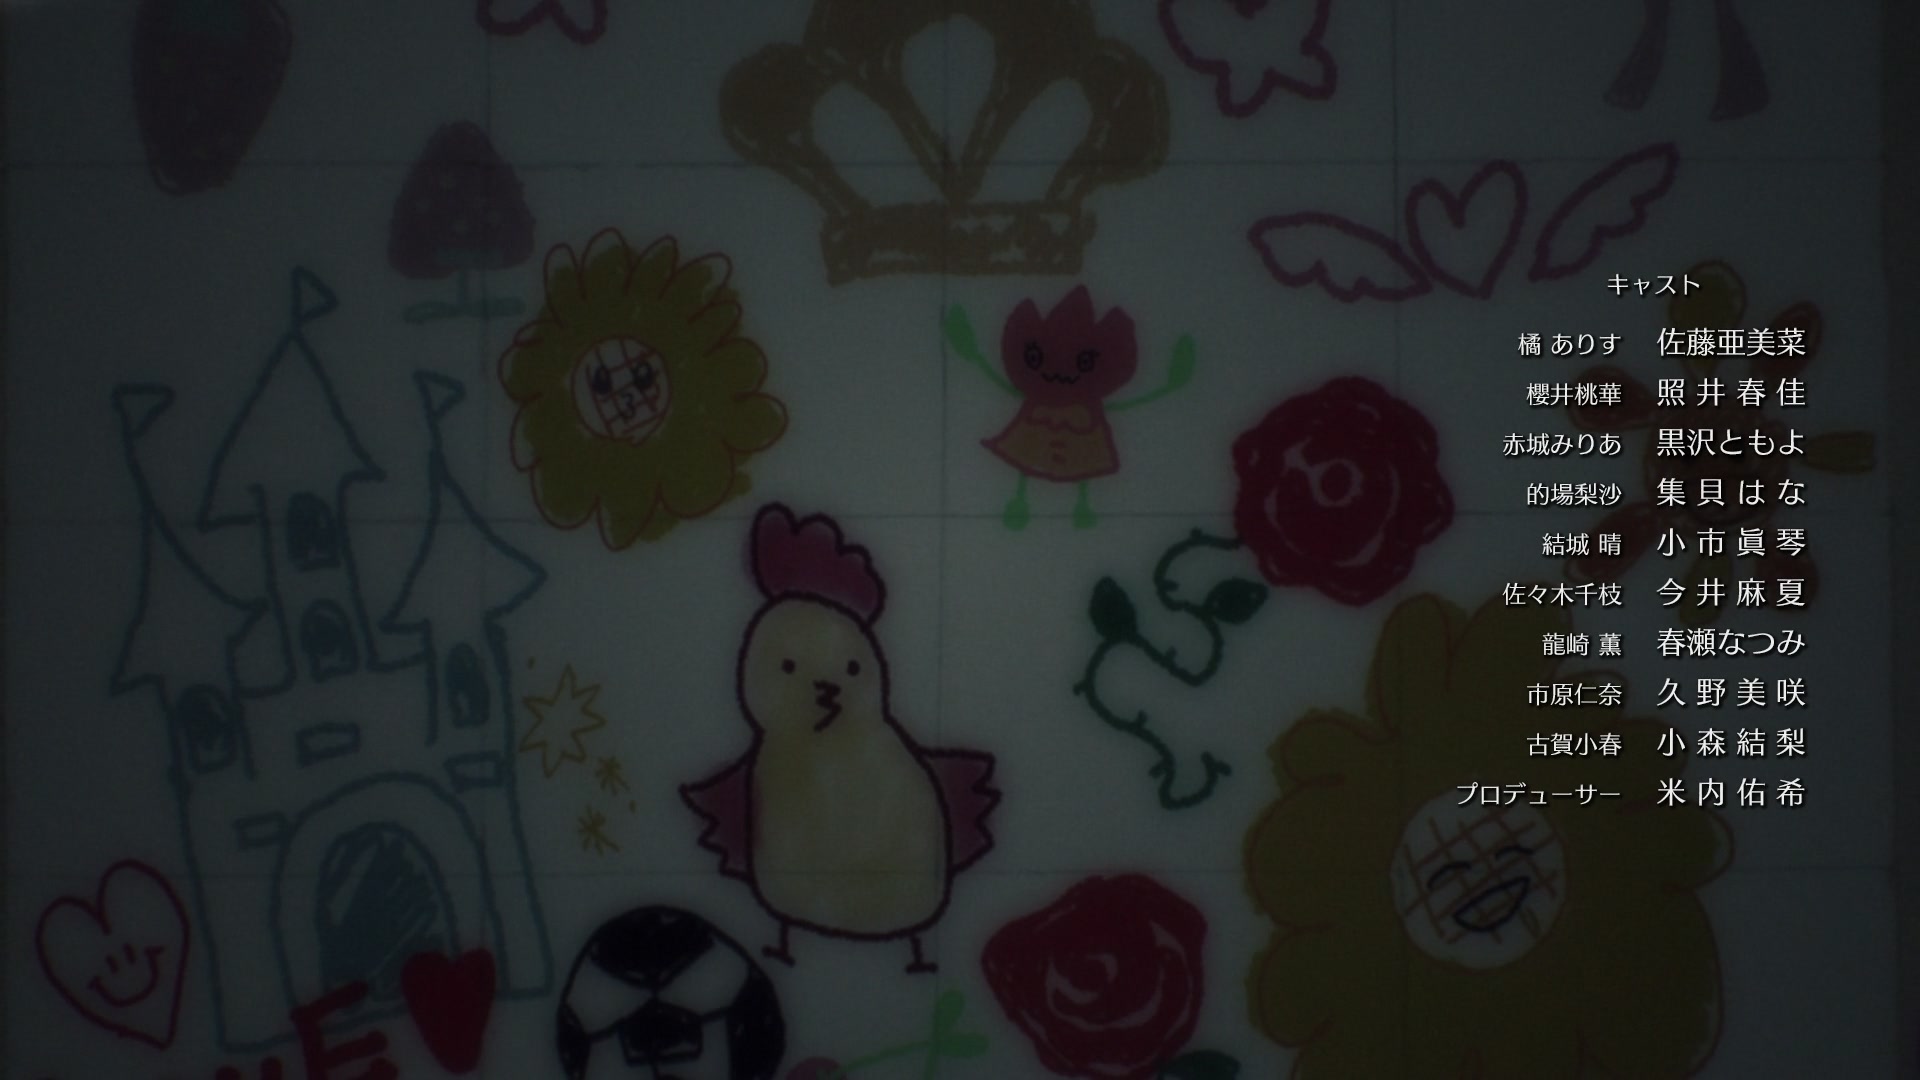 キャスト
橘 ありす 佐藤亜美菜
櫻井桃華 照井春佳
赤城みりあ 黒沢ともよ
的場梨沙 集貝はな
結城 晴 小市眞琴
佐々木千枝 今井麻夏
龍崎 薫 春瀬なつみ
市原仁奈 久野美咲
古賀小春 小森結梨
プロデューサー 米内佑希